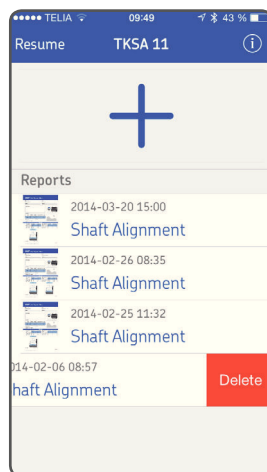 TELIA 09:49 43 %
Resume TKSA 11
Reports
2014-03-20 15:00
Shaft Alignment
2014-02-26 08:35
Shaft Alignment
2014-02-25 11:32
Shaft Alignment
014-02-06 08:57
haft Alignment
Delete